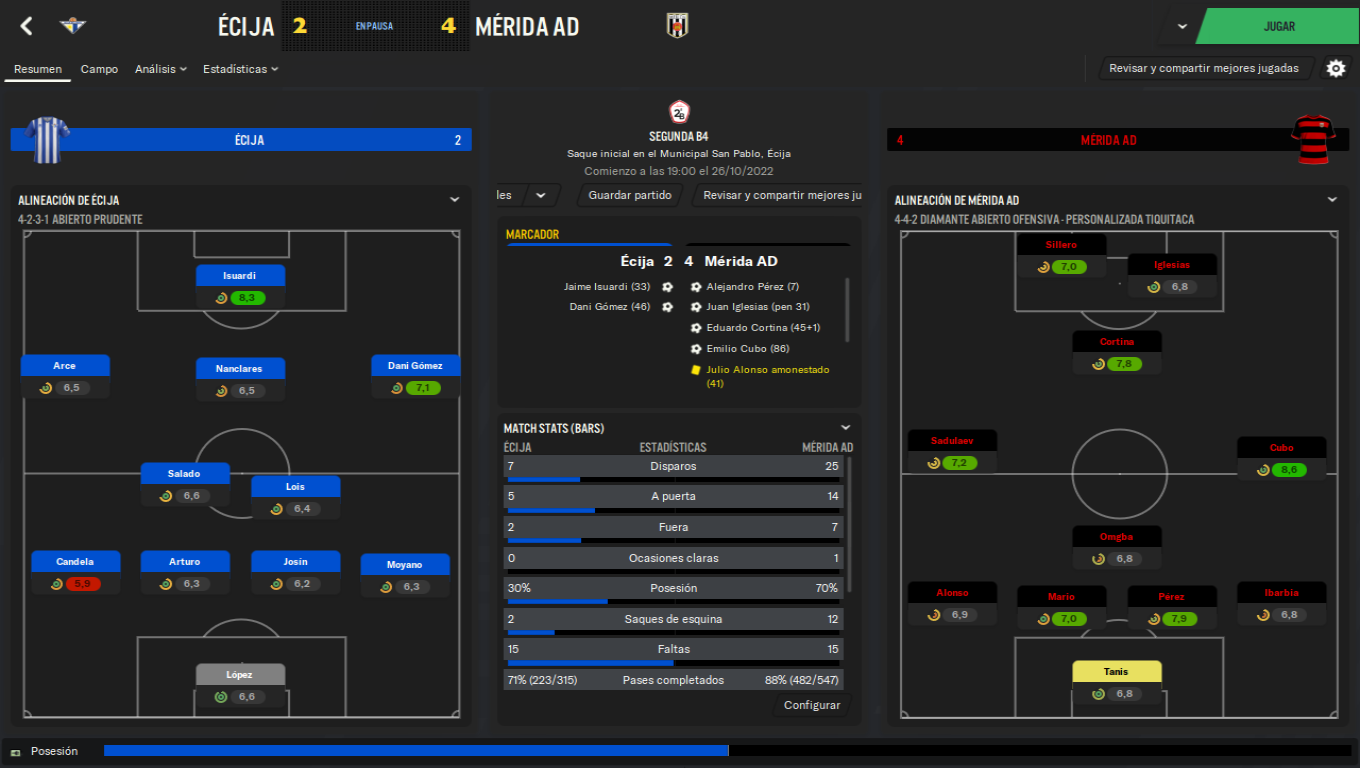 ÉCIJA 2 EN PAUSA 4 MÉRIDA AD
JUGAR
Resumen Campo Análisis Estadísticas
Revisar y compartir mejores jugadas
ÉCIJA 2
ALINEACIÓN DE ÉCIJA
4-2-3-1 ABIERTO PRUDENTE
Isuardi
8,3
Arce
6,5
Nanclares
6,5
Dani Gómez
7,1
Salado
6,6
Lois
6,4
Candela
5,9
Arturo
6,3
Josín
6,2
Moyano
6,3
López
6,6
2B
SEGUNDA B4
Saque inicial en el Municipal San Pablo, Écija
Comienzo a las 19:00 el 26/10/2022
les
Guardar partido
Revisar y compartir mejores ju
MARCADOR
Écija 2 4 Mérida AD
Jaime Isuardi (33)
Dani Gómez (46)
Alejandro Pérez (7)
Juan Iglesias (pen 31)
Eduardo Cortina (45+1)
Emilio Cubo (86)
Julio Alonso amonestado
(41)
MATCH STATS (BARS)
ÉCIJA ESTADÍSTICAS MÉRIDA AD
7 Disparos 25
5 A puerta 14
2 Fuera 7
0 Ocasiones claras 1
30% Posesión 70%
2 Saques de esquina 12
15 Faltas 15
71% (223/315) Pases completados 88% (482/547)
Configurar
4 MÉRIDA AD
ALINEACIÓN DE MÉRIDA AD
4-4-2 DIAMANTE ABIERTO OFENSIVA - PERSONALIZADA TIQUITACA
Sillero
7,0
Iglesias
6,8
Cortina
7,8
Sadulaev
7,2
Cubo
8,6
Omgba
6,8
Alonso
6,9
Mario
7,0
Pérez
7,9
Ibarbia
6,8
Tanis
6,8
Posesión